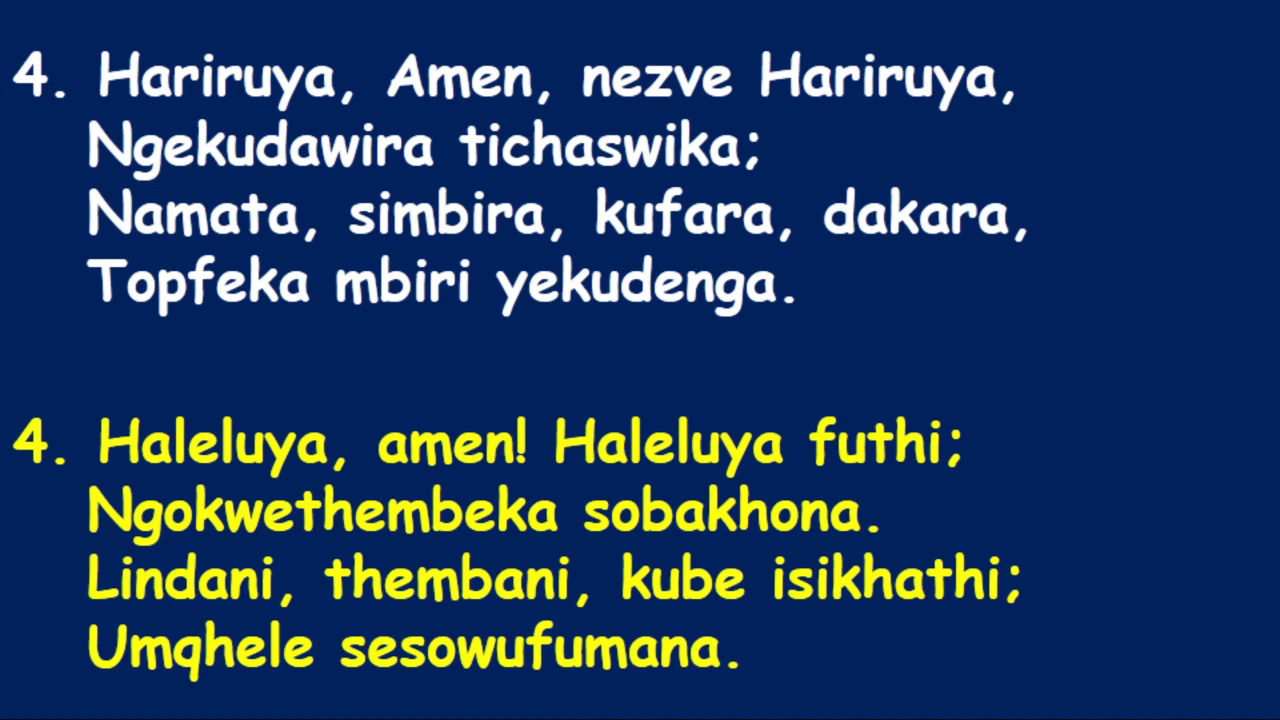 4. Hariruya, Amen, nezve Hariruya,
Ngekudawira tichaswika;
Namata, simbira, kufara, dakara,
Topfeka mbiri yekudenga.
4. Haleluya, amen! Haleluya futhi;
Ngokwethembeka sobakhona.
Lindani, thembani, kube isikhathi;
Umqhele sesowufumana.